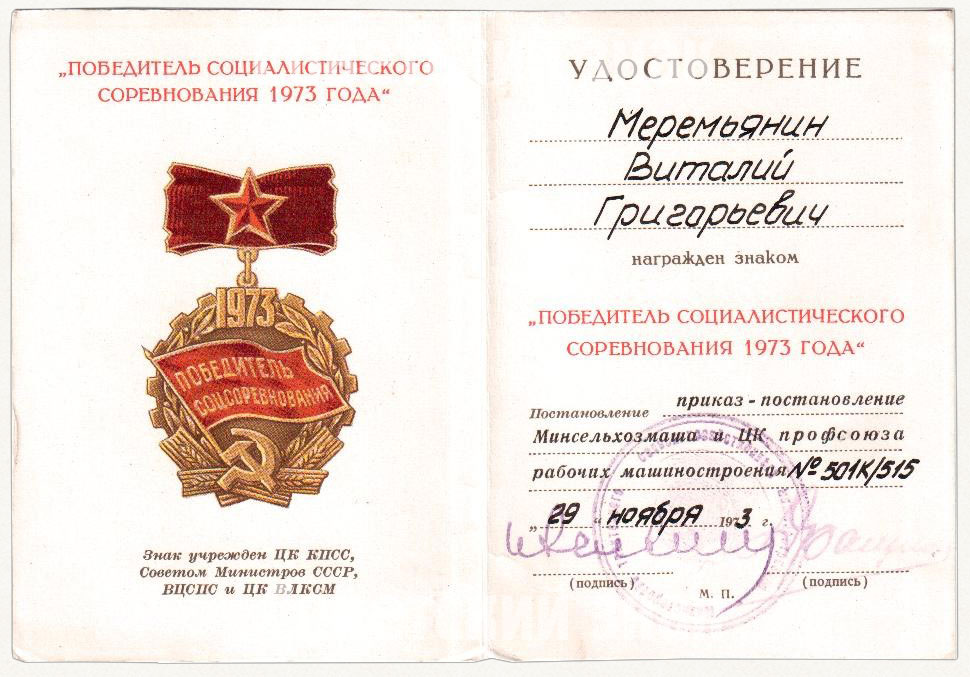 „ПОБЕДИТЕЛЬ СОЦИАЛИСТИЧЕСКОГО
СОРЕВНОВАНИЯ 1973 ГОДА“
1973
ПОБЕДИТЕЛЬ
СОЦСОРЕВНОВАНИЯ
Знак учрежден ЦК КПСС,
Советом Министров СССР,
ВЦСПС и ЦК ВЛКСМ
УДОСТОВЕРЕНИЕ
Меремьянин
Виталий
Григорьевич
награжден знаком
„ПОБЕДИТЕЛЬ СОЦИАЛИСТИЧЕСКОГО
СОРЕВНОВАНИЯ 1973 ГОДА“
Постановление приказ - постановление
Минсельхозмаша и ЦК профсоюза
рабочих машиностроения № 501К/515
„ 29 “ ноября 1973 г.
(подпись) (подпись)
М. П.